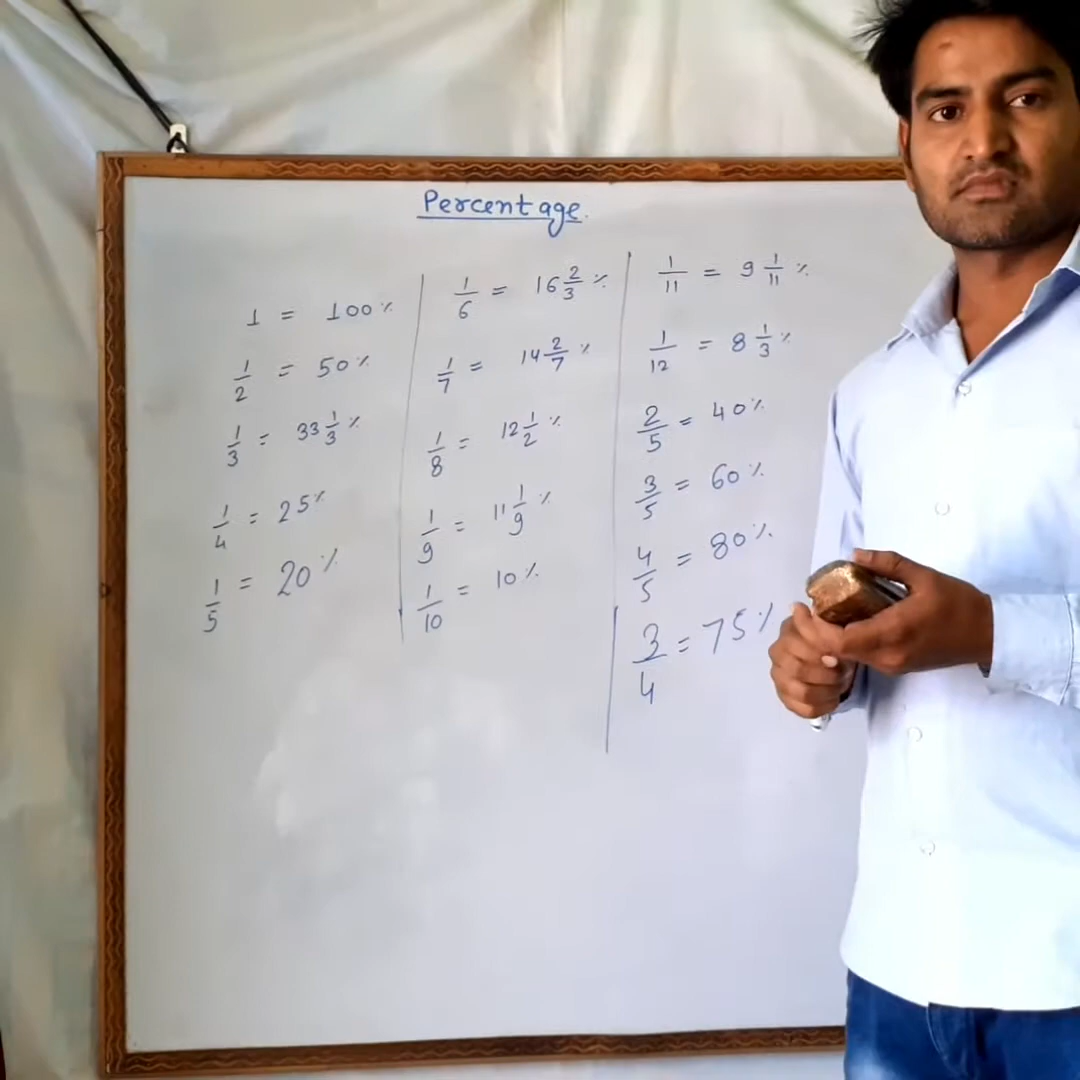 Percentage.
1 = 100%
1/2 = 50%
1/3 = 33 1/3 %
1/4 = 25%
1/5 = 20%
1/6 = 16 2/3 %
1/7 = 14 2/7 %
1/8 = 12 1/2 %
1/9 = 11 1/9 %
1/10 = 10%
1/11 = 9 1/11 %
1/12 = 8 1/3 %
2/5 = 40%
3/5 = 60%
4/5 = 80%
3/4 = 75%